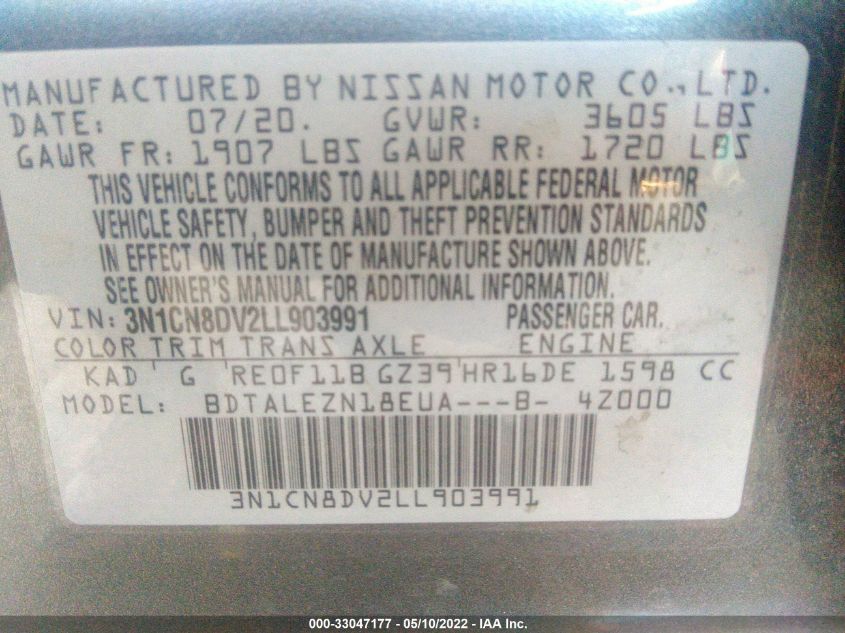 MANUFACTURED BY NISSAN MOTOR CO., LTD.
DATE: 07/20. GVWR: 3605 LBS
GAWR FR: 1907 LBS GAWR RR: 1720 LBS
THIS VEHICLE CONFORMS TO ALL APPLICABLE FEDERAL MOTOR
VEHICLE SAFETY, BUMPER AND THEFT PREVENTION STANDARDS
IN EFFECT ON THE DATE OF MANUFACTURE SHOWN ABOVE.
SEE OWNER'S MANUAL FOR ADDITIONAL INFORMATION.
VIN: 3N1CN8DV2LL903991 PASSENGER CAR.
COLOR TRIM TRANS AXLE ENGINE
KAD G RE0F11B GZ39 HR16DE 1598 CC
MODEL: BDTALEZN18EUA---B- 4Z000
3N1CN8DV2LL903991
000-33047177 - 05/10/2022 - IAA Inc.